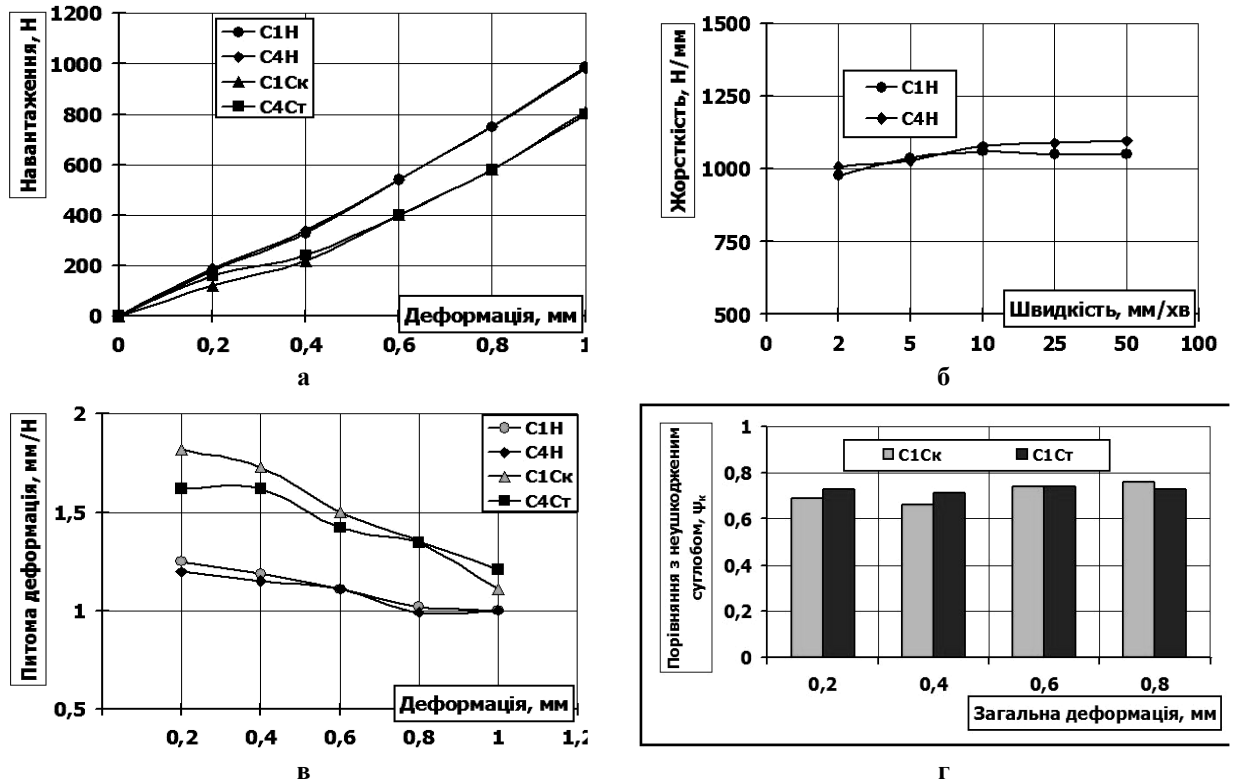 Навантаження, Н
1200
1000
800
600
400
200
0
С1Н
С4Н
С1Ск
С4Ст
Деформація, мм
0 0,2 0,4 0,6 0,8 1
а
Жорсткість, Н/мм
1500
1250
1000
750
500
С1Н
С4Н
Швидкість, мм/хв
0 2 5 10 25 50 100
б
Питома деформація, мм/Н
2
1,5
1
0,5
С1Н
С4Н
С1Ск
С4Ст
Деформація, мм
0,2 0,4 0,6 0,8 1 1,2
в
Порівняння з неушкодженим
суглобом, ψк
1
0,8
0,6
0,4
0,2
0
С1Ск С1Ст
0,2 0,4 0,6 0,8
Загальна деформація, мм
г